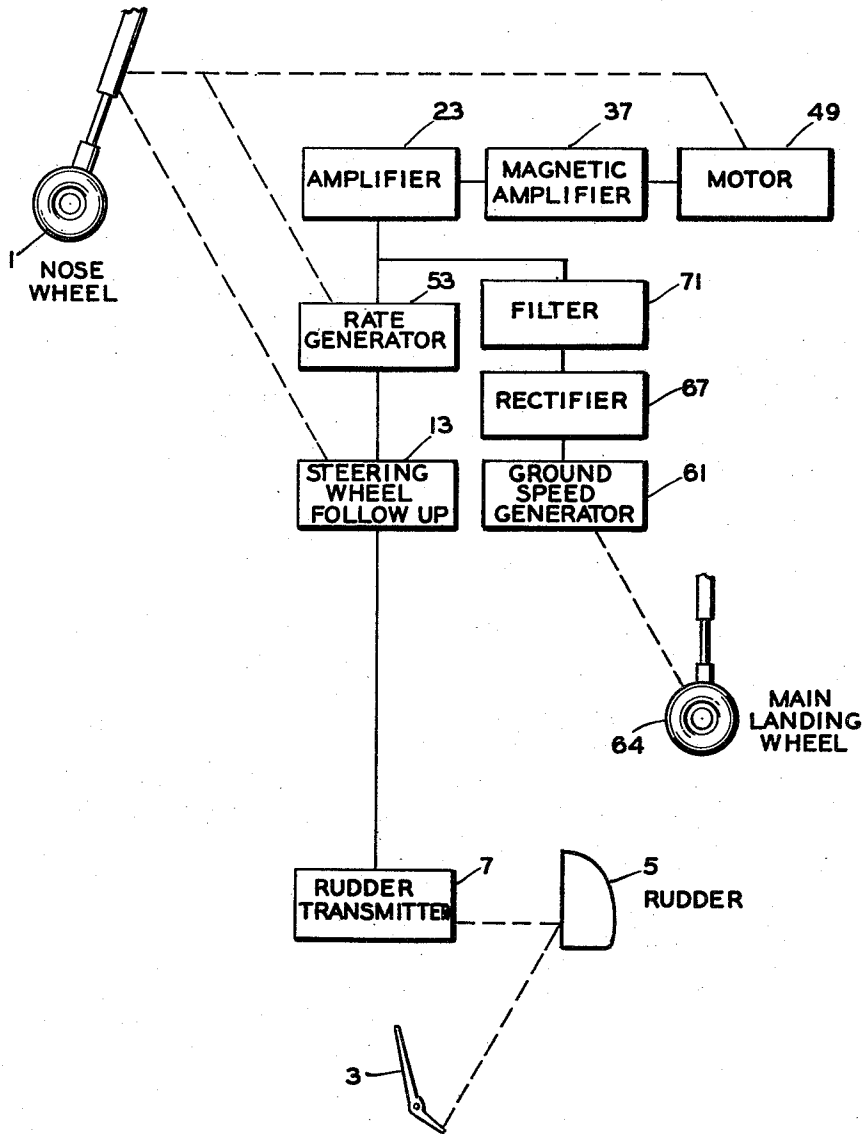 23
37
49
AMPLIFIER
MAGNETIC
AMPLIFIER
MOTOR
1
NOSE
WHEEL
53
RATE
GENERATOR
71
FILTER
67
RECTIFIER
13
STEERING
WHEEL
FOLLOW UP
61
GROUND
SPEED
GENERATOR
64
MAIN
LANDING
WHEEL
7
RUDDER
TRANSMITTER
5
RUDDER
3